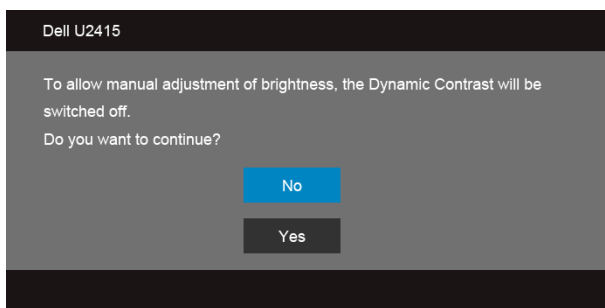 Dell U2415
To allow manual adjustment of brightness, the Dynamic Contrast will be
switched off.
Do you want to continue?
No
Yes